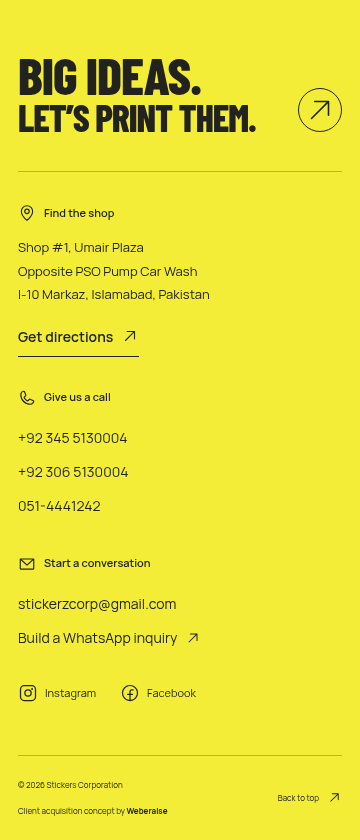 BIG IDEAS.
LET'S PRINT THEM.
Find the shop
Shop #1, Umair Plaza
Opposite PSO Pump Car Wash
I-10 Markaz, Islamabad, Pakistan
Get directions
Give us a call
+92 345 5130004
+92 306 5130004
051-4441242
Start a conversation
stickerzcorp@gmail.com
Build a WhatsApp inquiry
Instagram Facebook
© 2026 Stickers Corporation
Back to top
Client acquisition concept by Weberaise